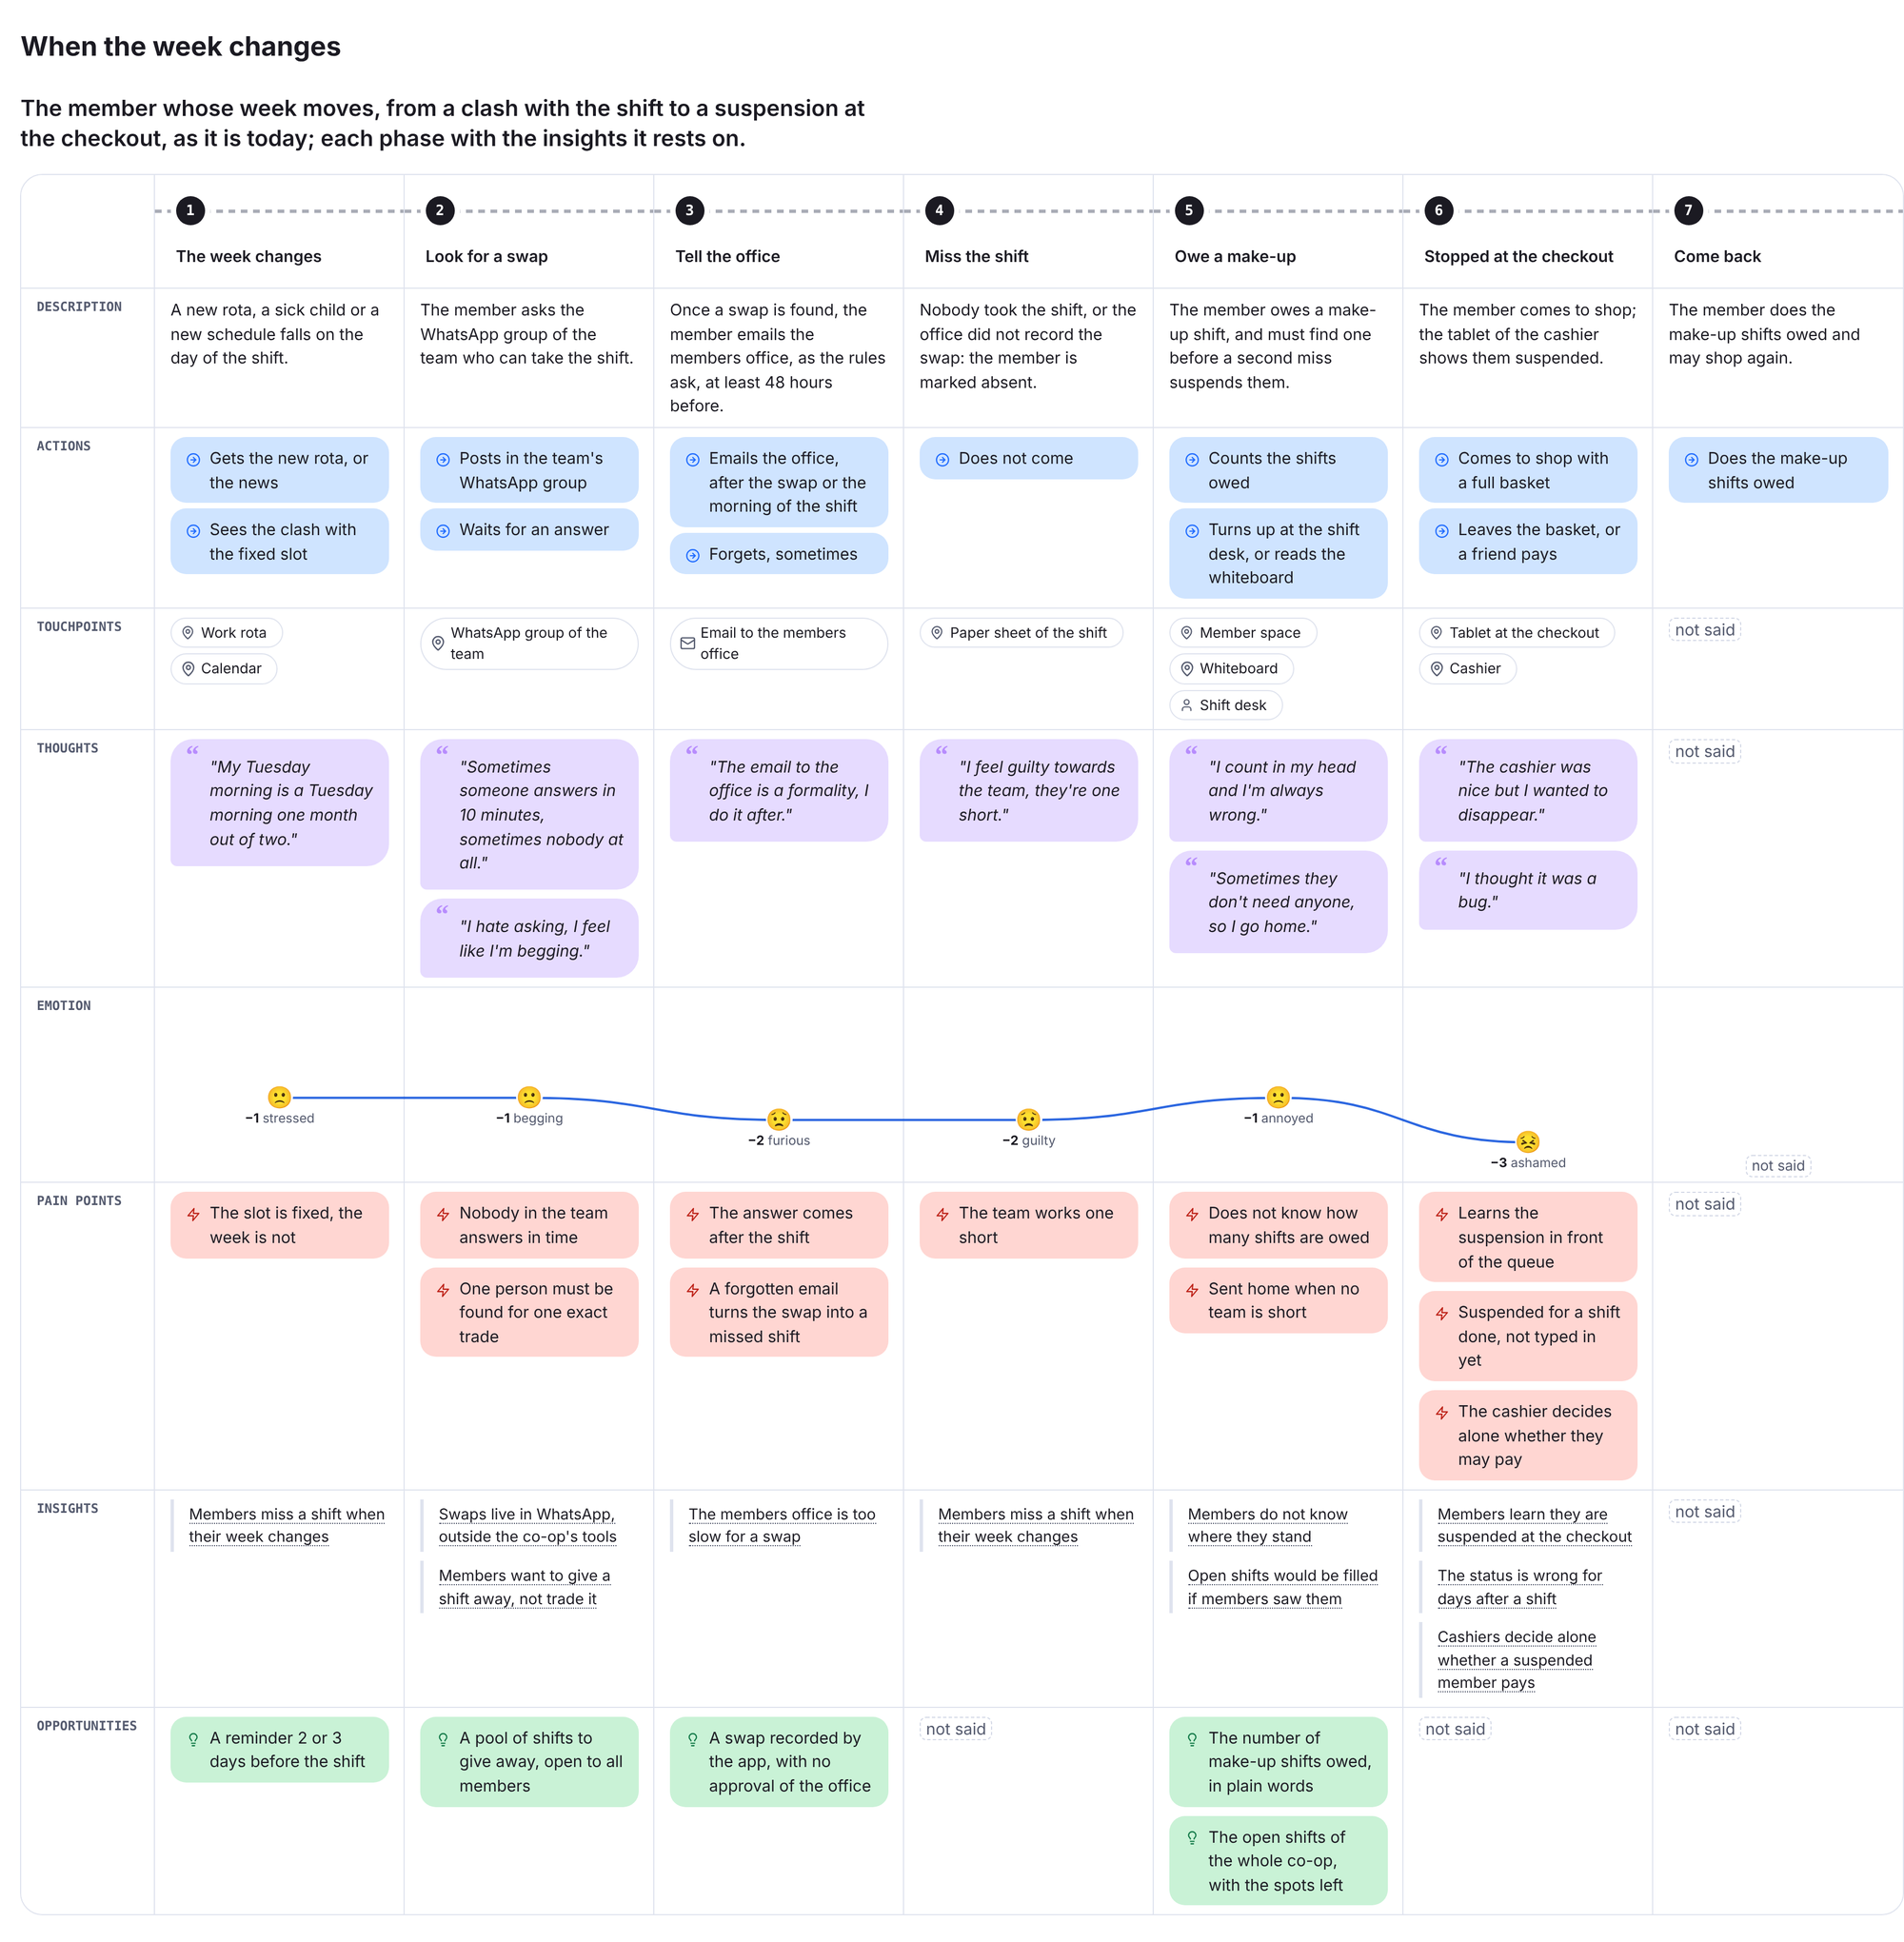 When the week changes
The member whose week moves, from a clash with the shift to a suspension at
the checkout, as it is today; each phase with the insights it rests on.
1
2
3
4
5
6
7
The week changes
Look for a swap
Tell the office
Miss the shift
Owe a make-up
Stopped at the checkout
Come back
DESCRIPTION
A new rota, a sick child or a
new schedule falls on the
day of the shift.
The member asks the
WhatsApp group of the
team who can take the shift.
Once a swap is found, the
member emails the
members office, as the rules
ask, at least 48 hours
before.
Nobody took the shift, or the
office did not record the
swap: the member is
marked absent.
The member owes a make-
up shift, and must find one
before a second miss
suspends them.
The member comes to shop;
the tablet of the cashier
shows them suspended.
The member does the
make-up shifts owed and
may shop again.
ACTIONS
Gets the new rota, or
the news
Sees the clash with
the fixed slot
Posts in the team's
WhatsApp group
Waits for an answer
Emails the office,
after the swap or the
morning of the shift
Forgets, sometimes
Does not come
Counts the shifts
owed
Turns up at the shift
desk, or reads the
whiteboard
Comes to shop with
a full basket
Leaves the basket, or
a friend pays
Does the make-up
shifts owed
TOUCHPOINTS
Work rota
Calendar
WhatsApp group of the
team
Email to the members
office
Paper sheet of the shift
Member space
Whiteboard
Shift desk
Tablet at the checkout
Cashier
not said
THOUGHTS
"My Tuesday
morning is a Tuesday
morning one month
out of two."
"Sometimes
someone answers in
10 minutes,
sometimes nobody at
all."
"I hate asking, I feel
like I'm begging."
"The email to the
office is a formality, I
do it after."
"I feel guilty towards
the team, they're one
short."
"I count in my head
and I'm always
wrong."
"Sometimes they
don't need anyone,
so I go home."
"The cashier was
nice but I wanted to
disappear."
"I thought it was a
bug."
not said
EMOTION
−1 stressed
−1 begging
−2 furious
−2 guilty
−1 annoyed
−3 ashamed
not said
PAIN POINTS
The slot is fixed, the
week is not
Nobody in the team
answers in time
One person must be
found for one exact
trade
The answer comes
after the shift
A forgotten email
turns the swap into a
missed shift
The team works one
short
Does not know how
many shifts are owed
Sent home when no
team is short
Learns the
suspension in front
of the queue
Suspended for a shift
done, not typed in
yet
The cashier decides
alone whether they
may pay
not said
INSIGHTS
Members miss a shift when
their week changes
Swaps live in WhatsApp,
outside the co-op's tools
Members want to give a
shift away, not trade it
The members office is too
slow for a swap
Members miss a shift when
their week changes
Members do not know
where they stand
Open shifts would be filled
if members saw them
Members learn they are
suspended at the checkout
The status is wrong for
days after a shift
Cashiers decide alone
whether a suspended
member pays
not said
OPPORTUNITIES
A reminder 2 or 3
days before the shift
A pool of shifts to
give away, open to all
members
A swap recorded by
the app, with no
approval of the office
not said
The number of
make-up shifts owed,
in plain words
The open shifts of
the whole co-op,
with the spots left
not said
not said